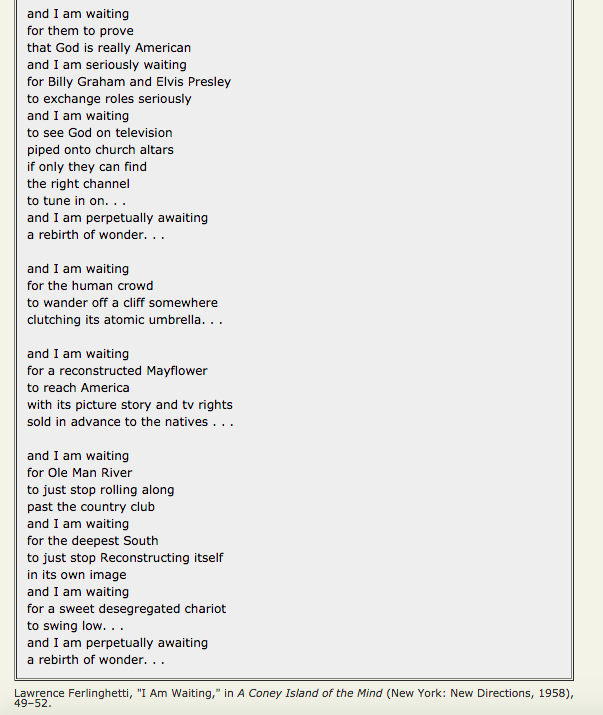 and I am waiting
for them to prove
that God is really American
and I am seriously waiting
for Billy Graham and Elvis Presley
to exchange roles seriously
and I am waiting
to see God on television
piped onto church altars
if only they can find
the right channel
to tune in on. . .
and I am perpetually awaiting
a rebirth of wonder. . .

and I am waiting
for the human crowd
to wander off a cliff somewhere
clutching its atomic umbrella. . .

and I am waiting
for a reconstructed Mayflower
to reach America
with its picture story and tv rights
sold in advance to the natives . . .

and I am waiting
for Ole Man River
to just stop rolling along
past the country club
and I am waiting
for the deepest South
to just stop Reconstructing itself
in its own image
and I am waiting
for a sweet desegregated chariot
to swing low. . .
and I am perpetually awaiting
a rebirth of wonder. . .

Lawrence Ferlinghetti, "I Am Waiting," in A Coney Island of the Mind (New York: New Directions, 1958),
49–52.